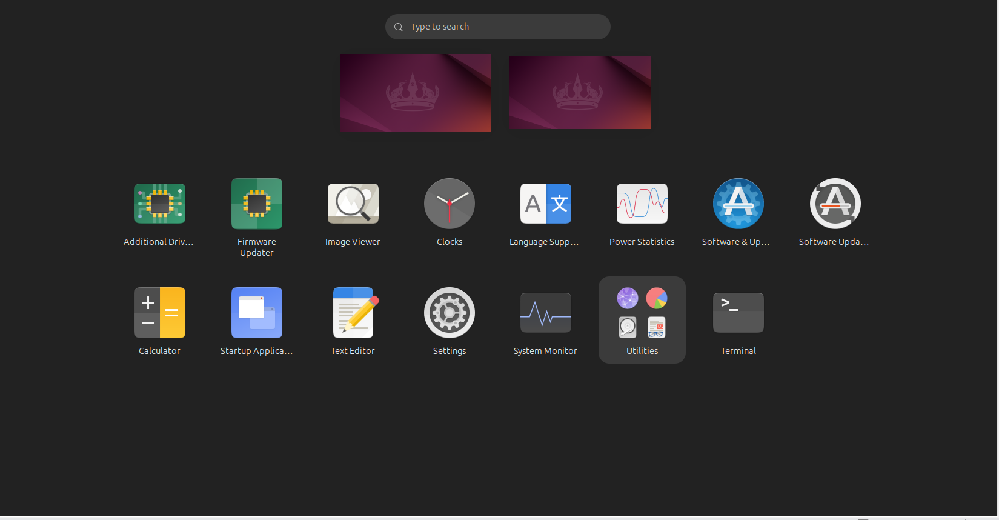 Type to search
Additional Driv...
Firmware
Updater
Image Viewer
Clocks
A 文
Language Supp...
Power Statistics
Software & Up...
Software Upda...
Calculator
Startup Applica...
Text Editor
Settings
System Monitor
Utilities
>_
Terminal